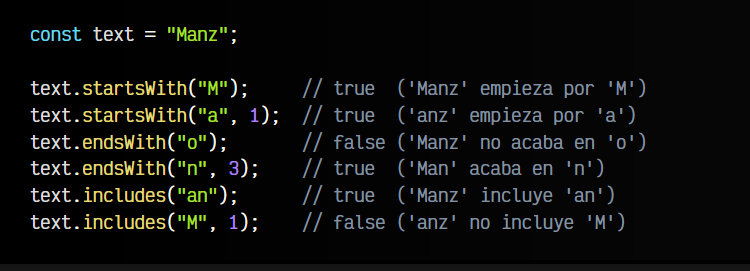 const text = "Manz";
text.startsWith("M");     // true  ('Manz' empieza por 'M')
text.startsWith("a", 1);  // true  ('anz' empieza por 'a')
text.endsWith("o");       // false ('Manz' no acaba en 'o')
text.endsWith("n", 3);    // true  ('Man' acaba en 'n')
text.includes("an");      // true  ('Manz' incluye 'an')
text.includes("M", 1);    // false ('anz' no incluye 'M')